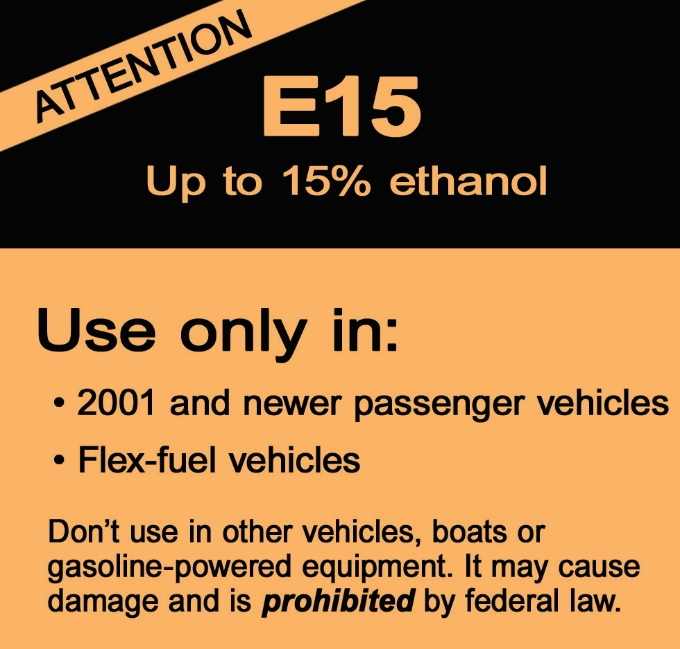 ATTENTION
E15
Up to 15% ethanol
Use only in:
• 2001 and newer passenger vehicles
• Flex-fuel vehicles
Don't use in other vehicles, boats or
gasoline-powered equipment. It may cause
damage and is prohibited by federal law.